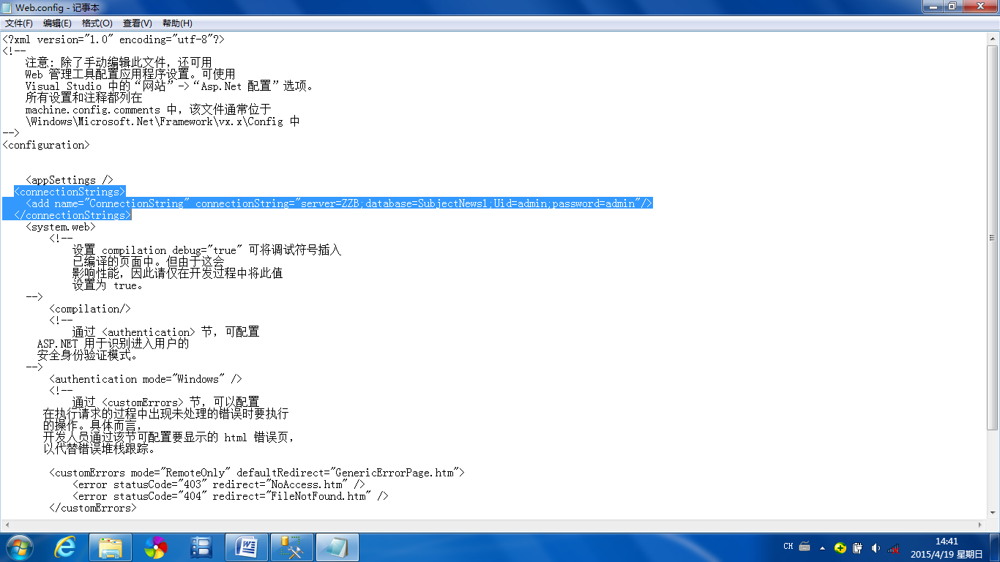 Web.config - 记事本
文件(F) 编辑(E) 格式(O) 查看(V) 帮助(H)
<?xml version="1.0" encoding="utf-8"?>
<!--
    注意: 除了手动编辑此文件，还可用
    Web 管理工具配置应用程序设置。可使用
    Visual Studio 中的“网站”->“Asp.Net 配置”选项。
    所有设置和注释都列在
    machine.config.comments 中，该文件通常位于
    \Windows\Microsoft.Net\Framework\vx.x\Config 中
-->
<configuration>
    <appSettings />
  <connectionStrings>
    <add name="ConnectionString" connectionString="server=ZZB;database=SubjectNews1;Uid=admin;password=admin"/>
  </connectionStrings>
    <system.web>
        <!--
            设置 compilation debug="true" 可将调试符号插入
            已编译的页面中。但由于这会
            影响性能，因此请仅在开发过程中将此值
            设置为 true。
    -->
        <compilation/>
        <!--
            通过 <authentication> 节，可配置
      ASP.NET 用于识别进入用户的
      安全身份验证模式。
    -->
        <authentication mode="Windows" />
        <!--
            通过 <customErrors> 节，可以配置
       在执行请求的过程中出现未处理的错误时要执行
       的操作。具体而言，
       开发人员通过该节可配置要显示的 html 错误页，
       以代替错误堆栈跟踪。
        <customErrors mode="RemoteOnly" defaultRedirect="GenericErrorPage.htm">
            <error statusCode="403" redirect="NoAccess.htm" />
            <error statusCode="404" redirect="FileNotFound.htm" />
        </customErrors>
CH
14:41
2015/4/19 星期日